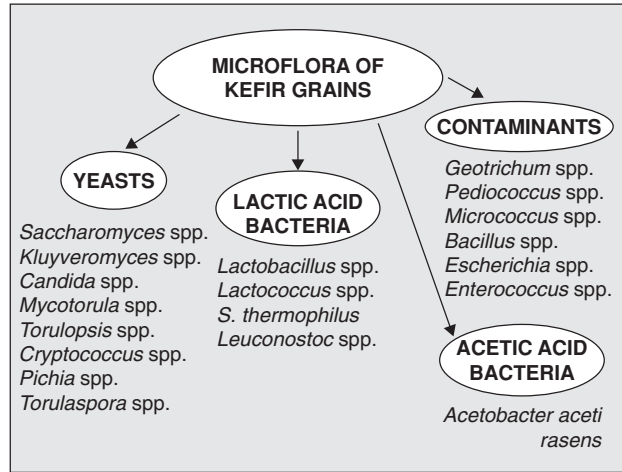 MICROFLORA OF
KEFIR GRAINS
YEASTS
Saccharomyces spp.
Kluyveromyces spp.
Candida spp.
Mycotorula spp.
Torulopsis spp.
Cryptococcus spp.
Pichia spp.
Torulaspora spp.
LACTIC ACID
BACTERIA
Lactobacillus spp.
Lactococcus spp.
S. thermophilus
Leuconostoc spp.
CONTAMINANTS
Geotrichum spp.
Pediococcus spp.
Micrococcus spp.
Bacillus spp.
Escherichia spp.
Enterococcus spp.
ACETIC ACID
BACTERIA
Acetobacter aceti
rasens